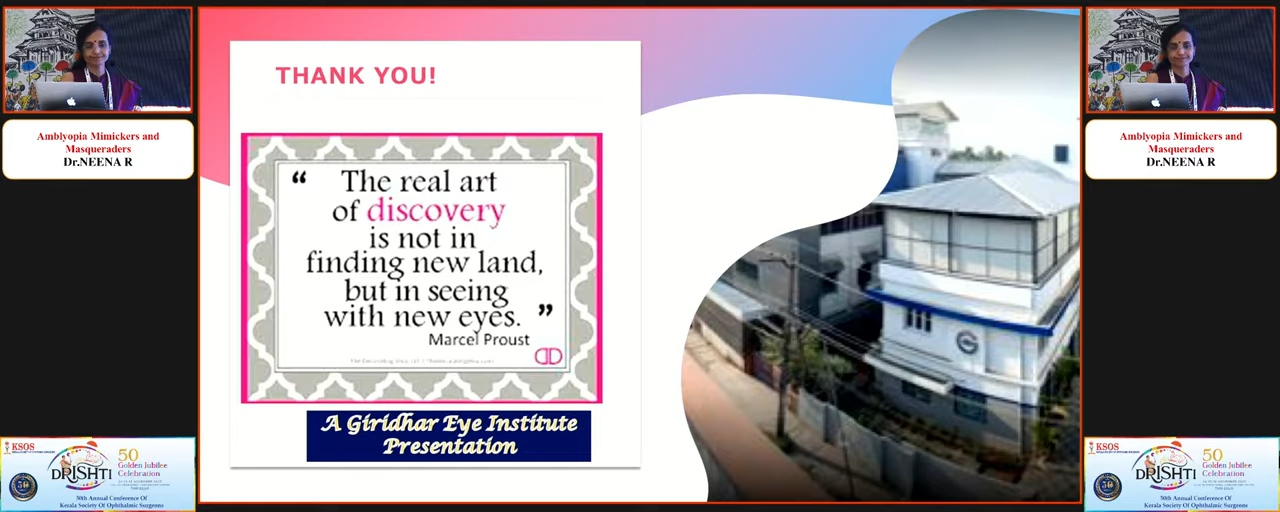 Amblyopia Mimickers and
Masqueraders
Dr.NEENA R
KSOS
DRISHTI
50
Golden Jubilee
Celebration
50th Annual Conference Of
Kerala Society Of Ophthalmic Surgeons
THANK YOU!
“ The real art
of discovery
is not in
finding new land,
but in seeing
with new eyes. ”
Marcel Proust
A Giridhar Eye Institute
Presentation
Amblyopia Mimickers and
Masqueraders
Dr.NEENA R
KSOS
DRISHTI
50
Golden Jubilee
Celebration
50th Annual Conference Of
Kerala Society Of Ophthalmic Surgeons